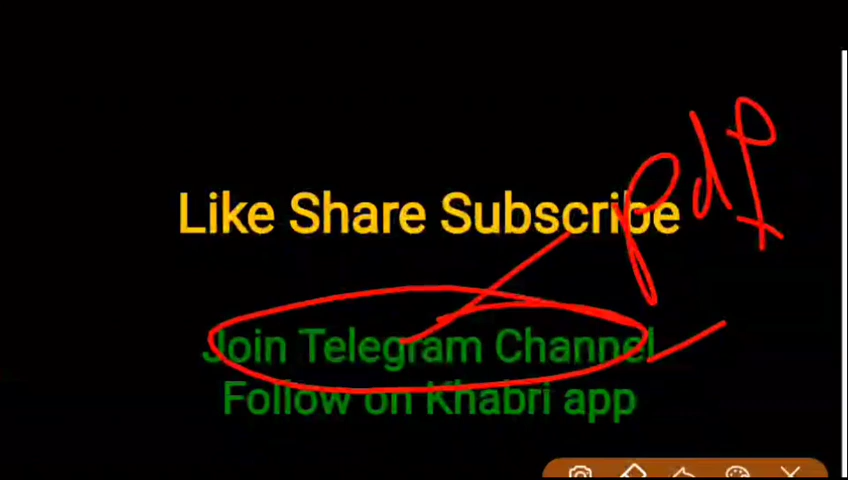 Like Share Subscribe
pdf
Join Telegram Channel
Follow on Khabri app